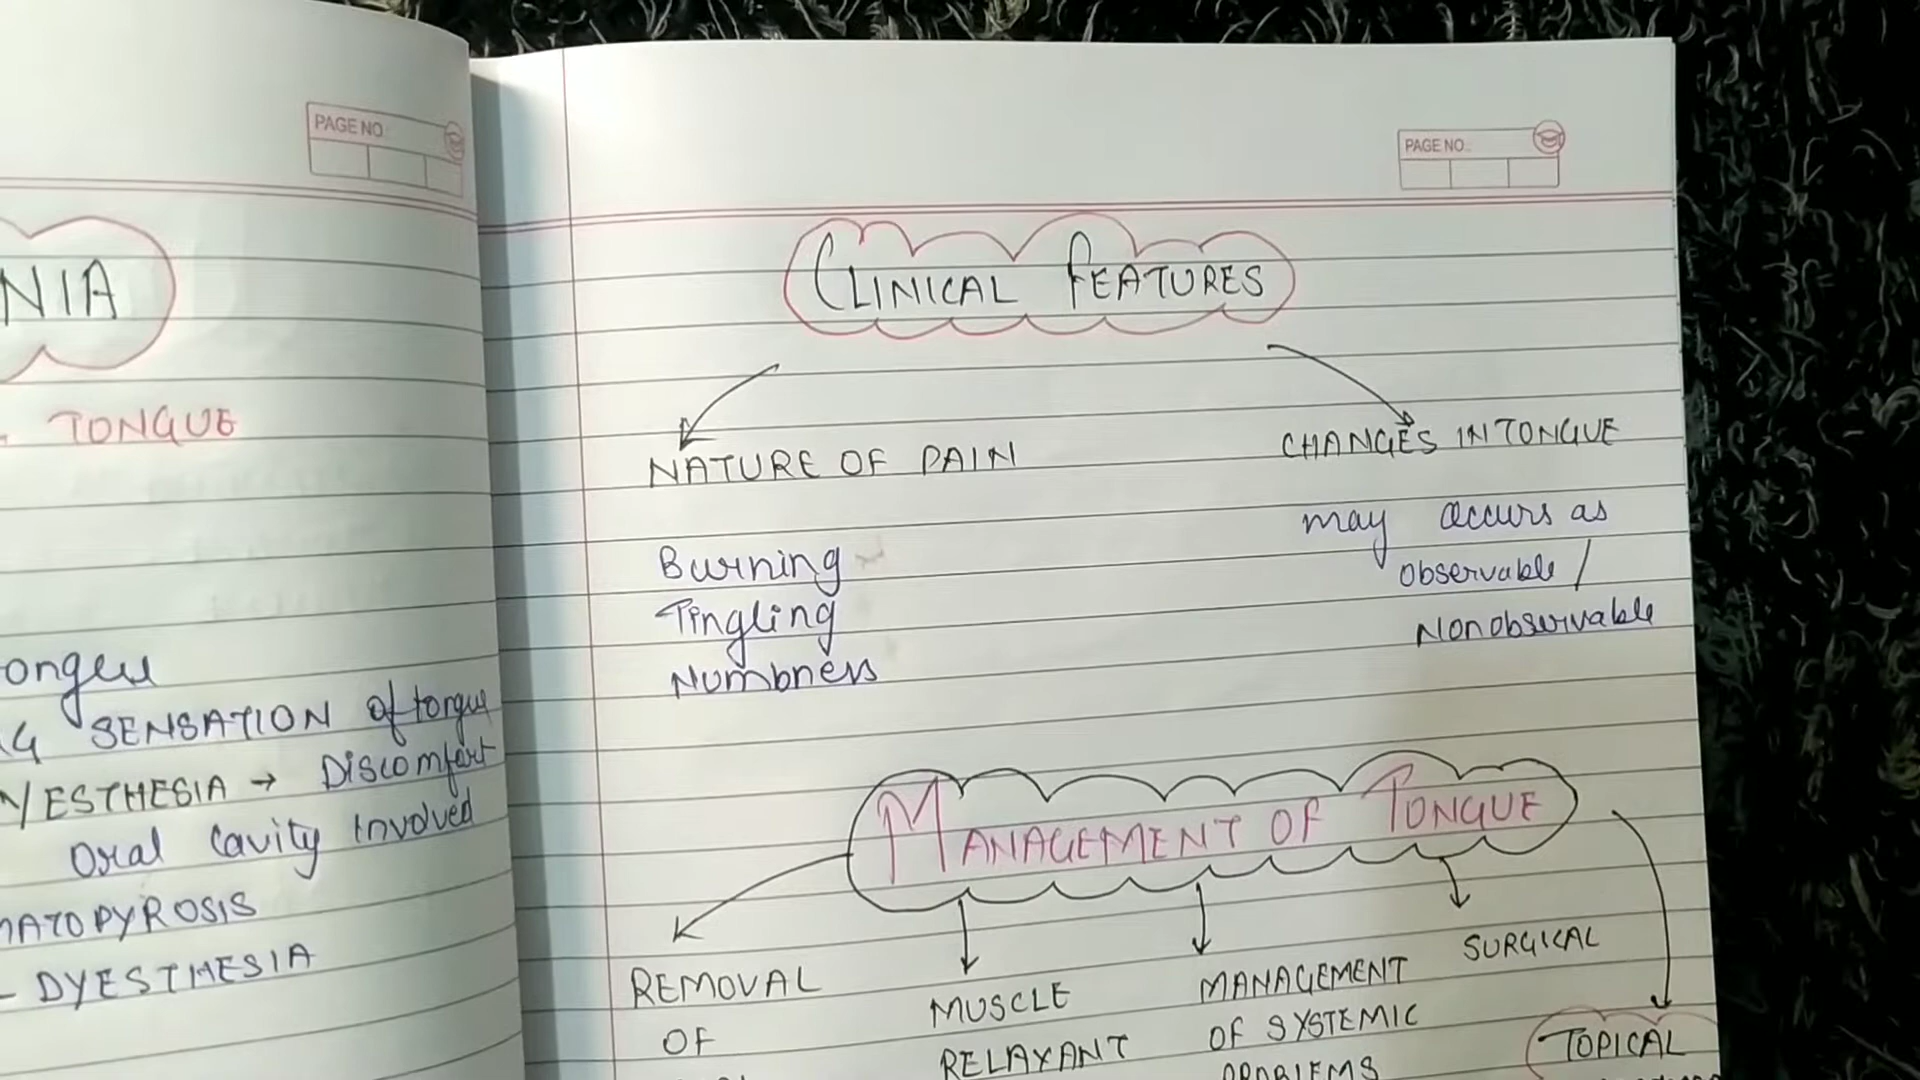 PAGE NO.
NIA
TONGUE
SENSATION of tongue
ESTHESIA → Discomfort
Oral cavity Involved
- DYESTHESIA
PAGE NO.
CLINICAL FEATURES
NATURE OF PAIN
CHANGES IN TONGUE
Burning
Tingling
Numbness
may occurs as
observable /
Nonobservable
MANAGEMENT OF TONGUE
REMOVAL
OF
MUSCLE
RELAXANT
MANAGEMENT
OF SYSTEMIC
PROBLEMS
SURGICAL
TOPICAL